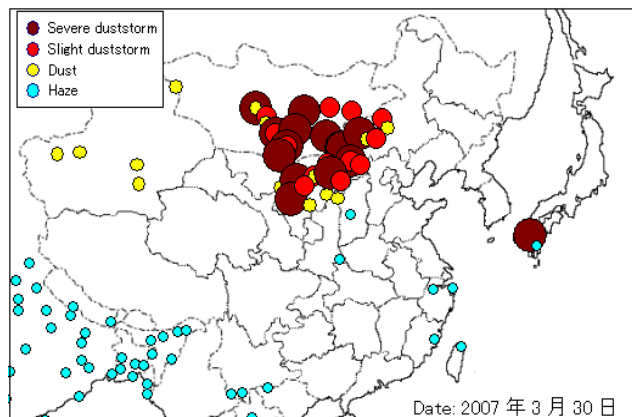 Severe duststorm
Slight duststorm
Dust
Haze
Date: 2007 年 3 月 30 日